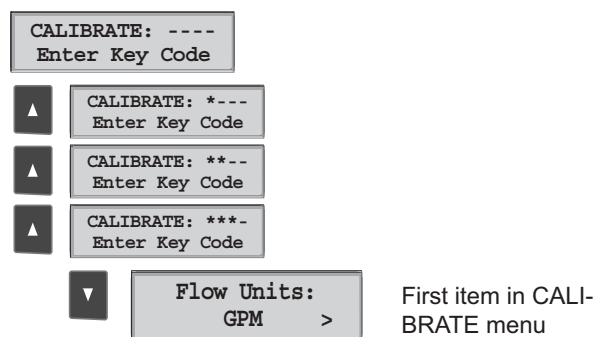 CALIBRATE: ----
Enter Key Code
CALIBRATE: *---
Enter Key Code
CALIBRATE: **--
Enter Key Code
CALIBRATE: ***-
Enter Key Code
Flow Units:
GPM >
First item in CALI-
BRATE menu